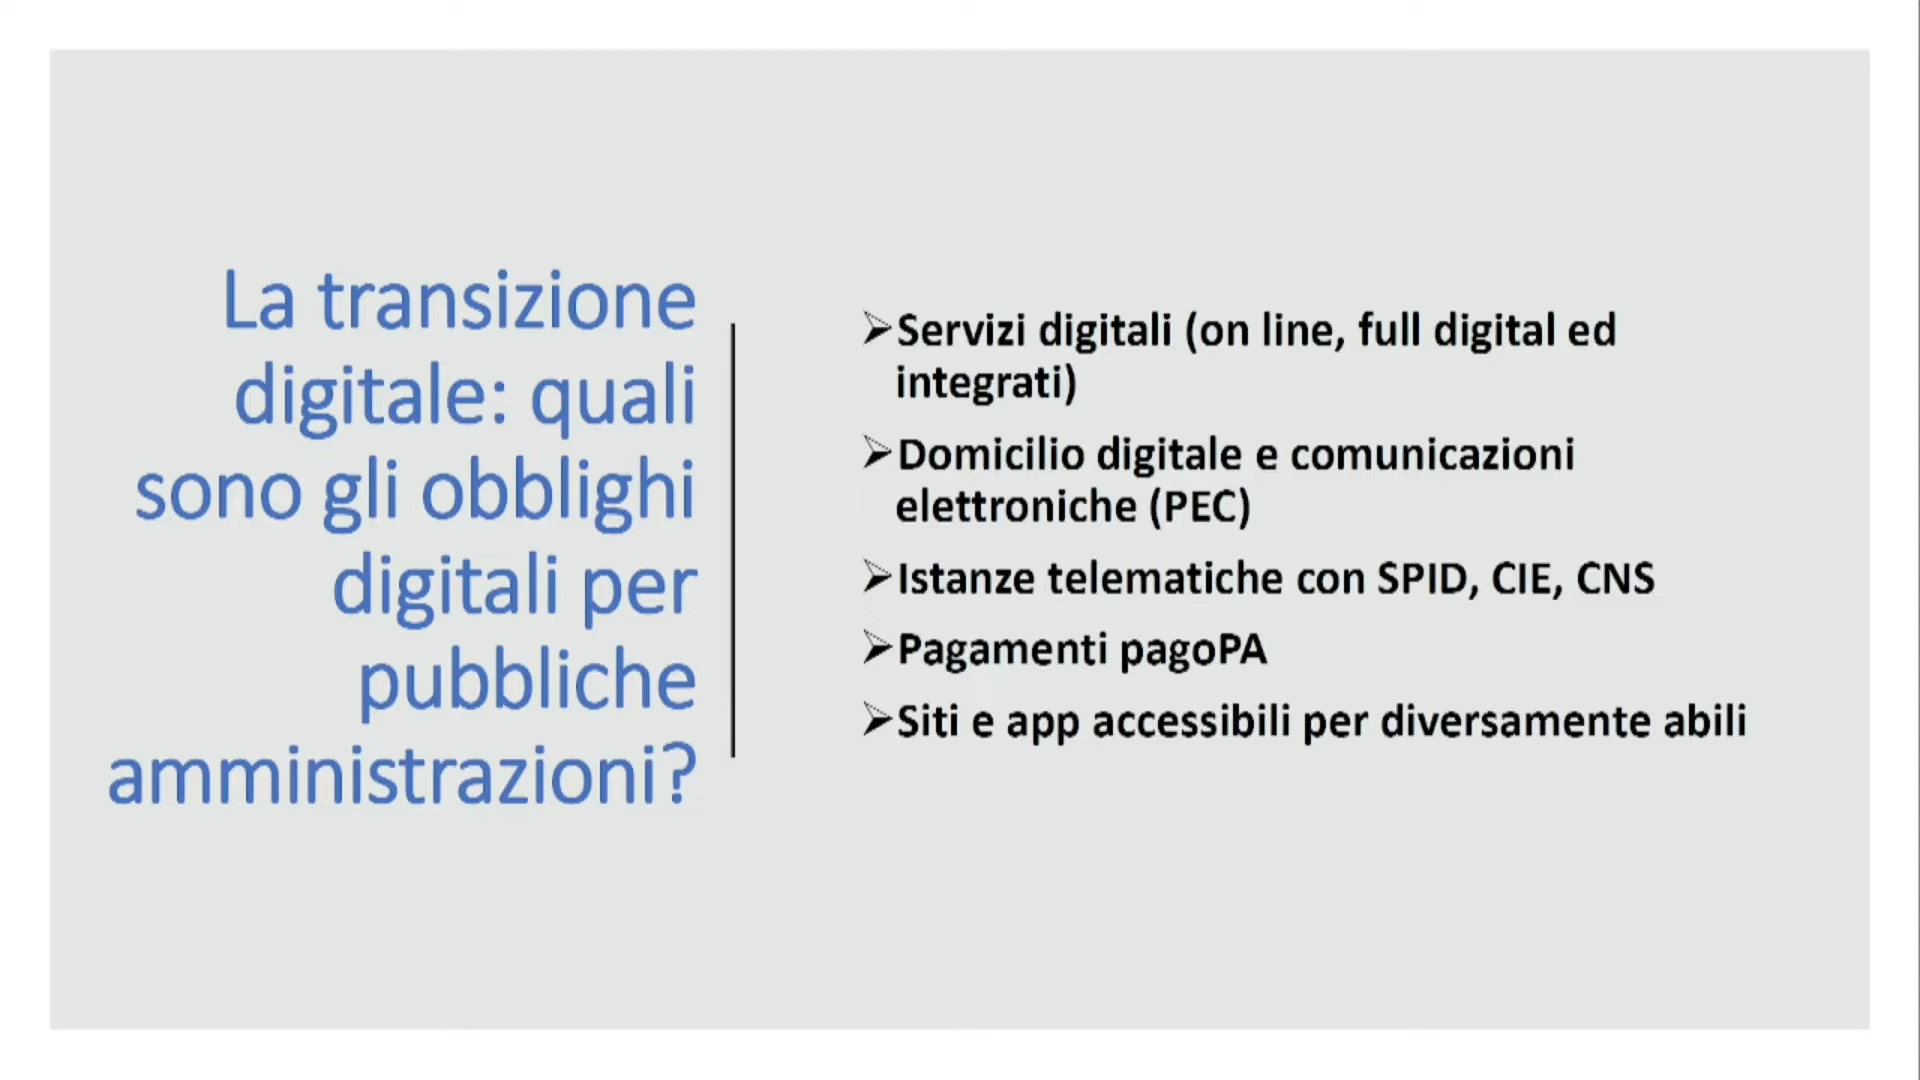 La transizione
digitale: quali
sono gli obblighi
digitali per
pubbliche
amministrazioni?
➢Servizi digitali (on line, full digital ed
integrati)
➢Domicilio digitale e comunicazioni
elettroniche (PEC)
➢Istanze telematiche con SPID, CIE, CNS
➢Pagamenti pagoPA
➢Siti e app accessibili per diversamente abili